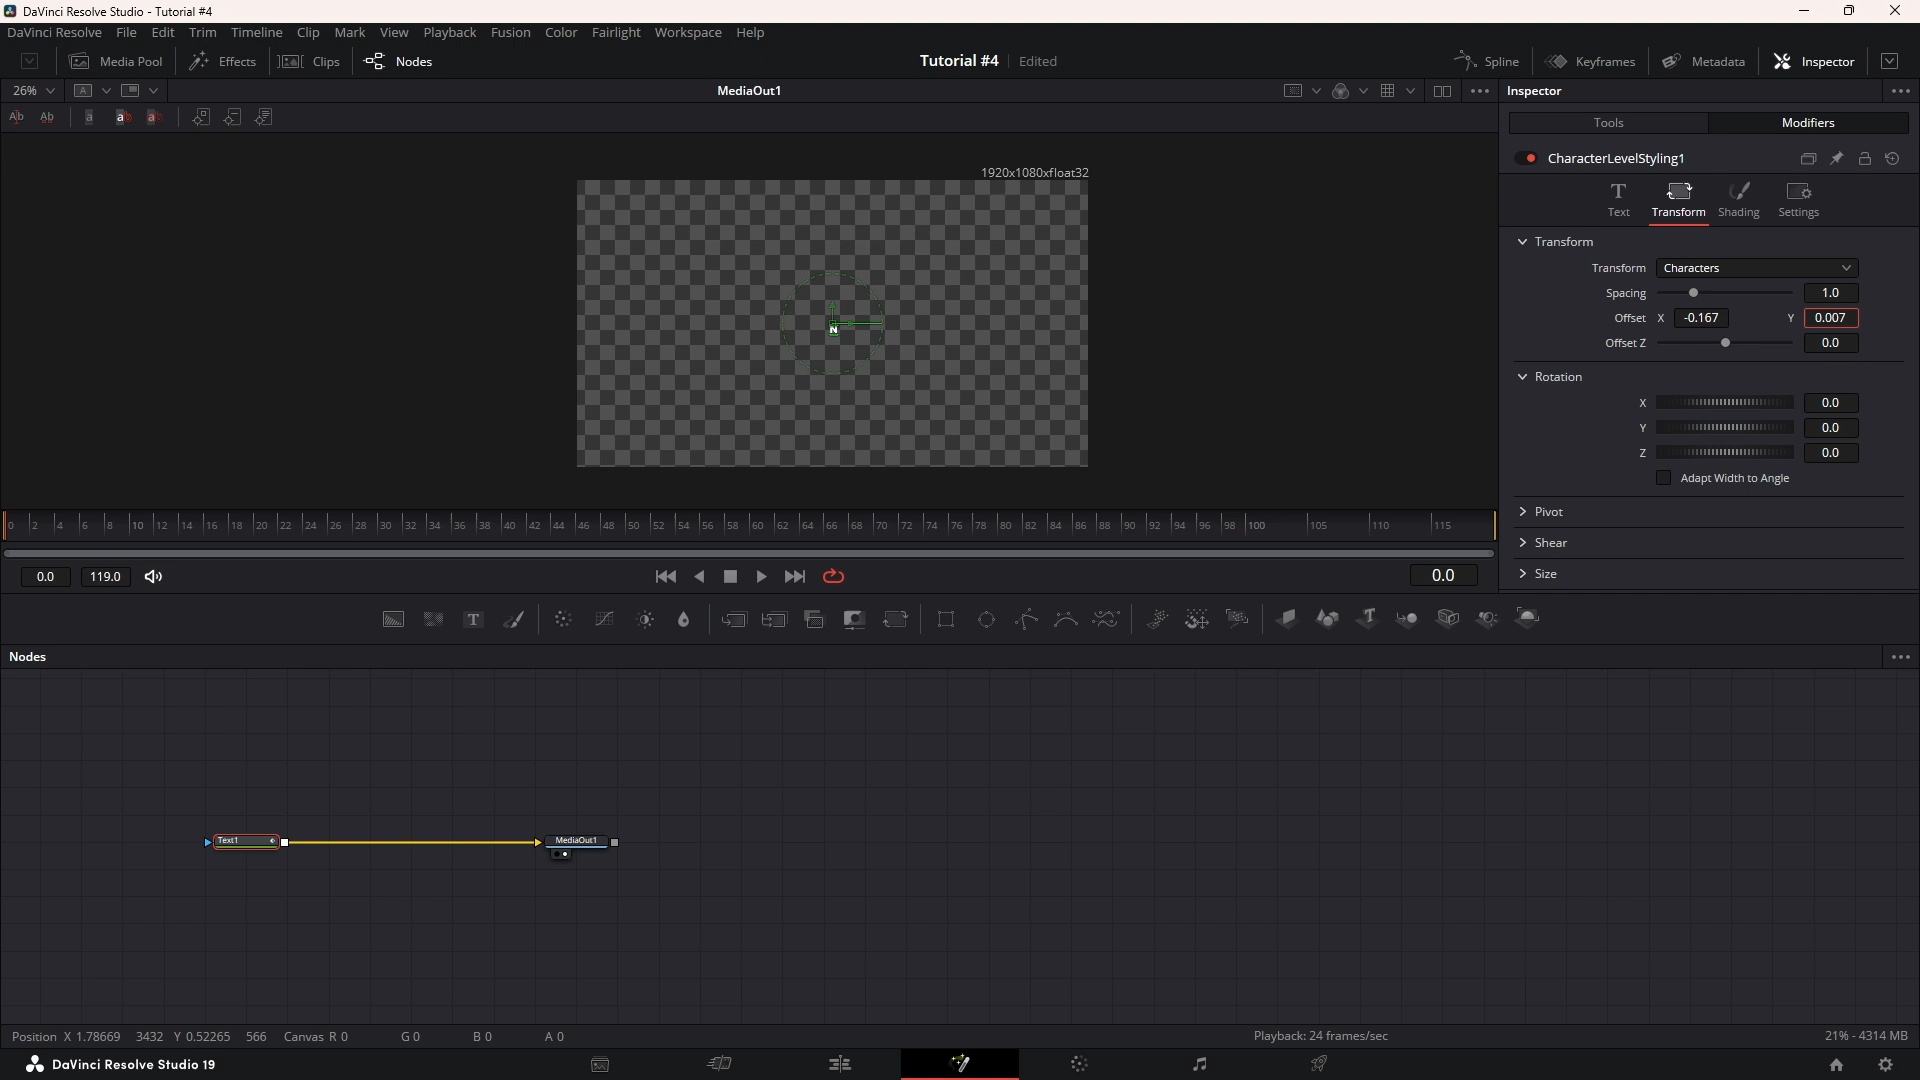 DaVinci Resolve Studio - Tutorial #4
DaVinci Resolve File Edit Trim Timeline Clip Mark View Playback Fusion Color Fairlight Workspace Help
Media Pool Effects Clips Nodes Tutorial #4 Edited Spline Keyframes Metadata Inspector
26% A MediaOut1 Inspector
Ab Ab a ab ab Tools Modifiers
CharacterLevelStyling1
1920x1080xfloat32
Text Transform Shading Settings
Transform
Transform Characters
Spacing 1.0
Offset X -0.167 Y 0.007
Offset Z 0.0
N
Rotation
X 0.0
Y 0.0
Z 0.0
Adapt Width to Angle
Pivot
Shear
Size
0 2 4 6 8 10 12 14 16 18 20 22 24 26 28 30 32 34 36 38 40 42 44 46 48 50 52 54 56 58 60 62 64 66 68 70 72 74 76 78 80 82 84 86 88 90 92 94 96 98 100 105 110 115
0.0 119.0 0.0
T T
Nodes
Text1 MediaOut1
Position X 1.78669 3432 Y 0.52265 566 Canvas R 0 G 0 B 0 A 0 Playback: 24 frames/sec 21% - 4314 MB
DaVinci Resolve Studio 19